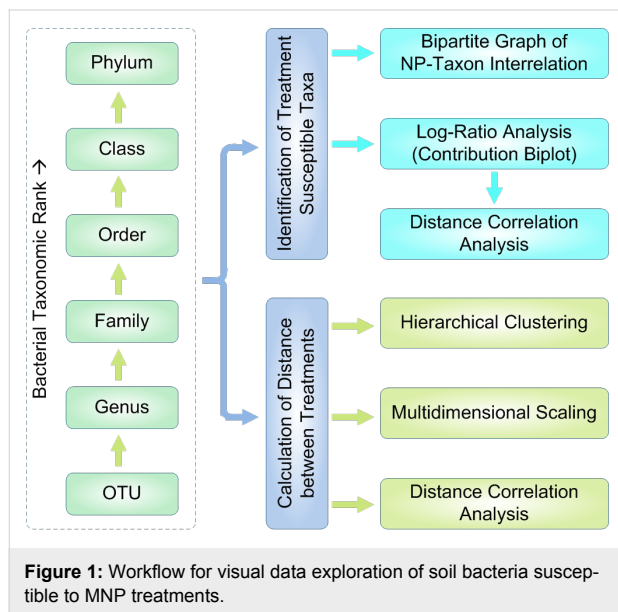 Bacterial Taxonomic Rank →
Phylum
Class
Order
Family
Genus
OTU
Identification of Treatment
Susceptible Taxa
Bipartite Graph of
NP-Taxon Interrelation
Log-Ratio Analysis
(Contribution Biplot)
Distance Correlation
Analysis
Calculation of Distance
between Treatments
Hierarchical Clustering
Multidimensional Scaling
Distance Correlation
Analysis
Figure 1: Workflow for visual data exploration of soil bacteria suscep-
tible to MNP treatments.